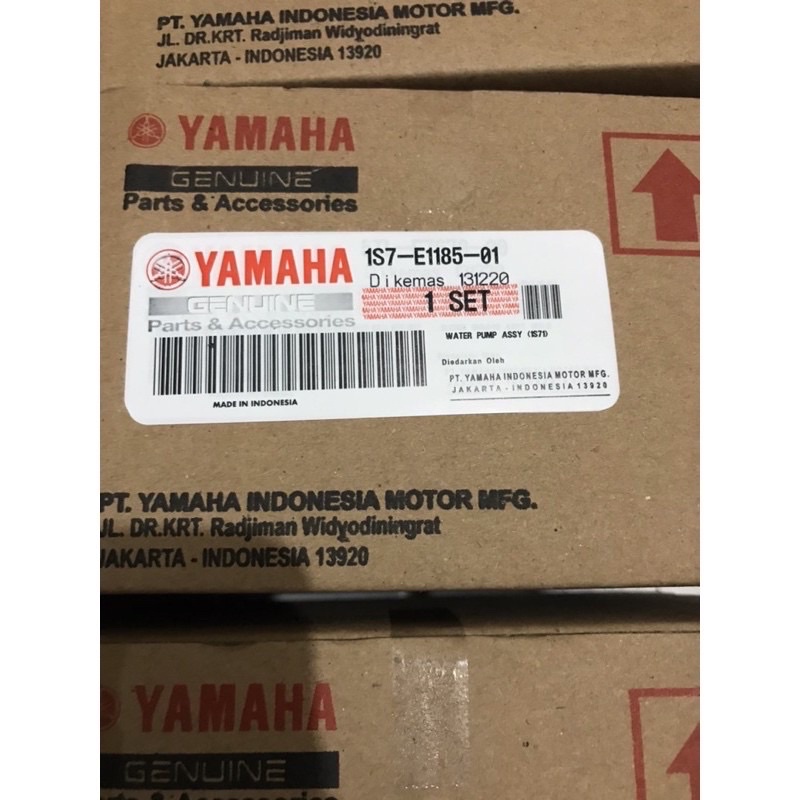 PT. YAMAHA INDONESIA MOTOR MFG.
JL. DR.KRT. Radjiman Widyodiningrat
JAKARTA - INDONESIA 13920
YAMAHA
GENUINE
Parts & Accessories
YAMAHA
GENUINE
Parts & Accessories
MADE IN INDONESIA
1S7-E1185-01
Dikemas 131220
1 SET
WATER PUMP ASSY (1S71)
Diedarkan Oleh
PT. YAMAHA INDONESIA MOTOR MFG.
JAKARTA - INDONESIA 13920
PT. YAMAHA INDONESIA MOTOR MFG.
JL. DR.KRT. Radjiman Widyodiningrat
JAKARTA - INDONESIA 13920
YAMAHA
GENUINE
Parts & Accessories